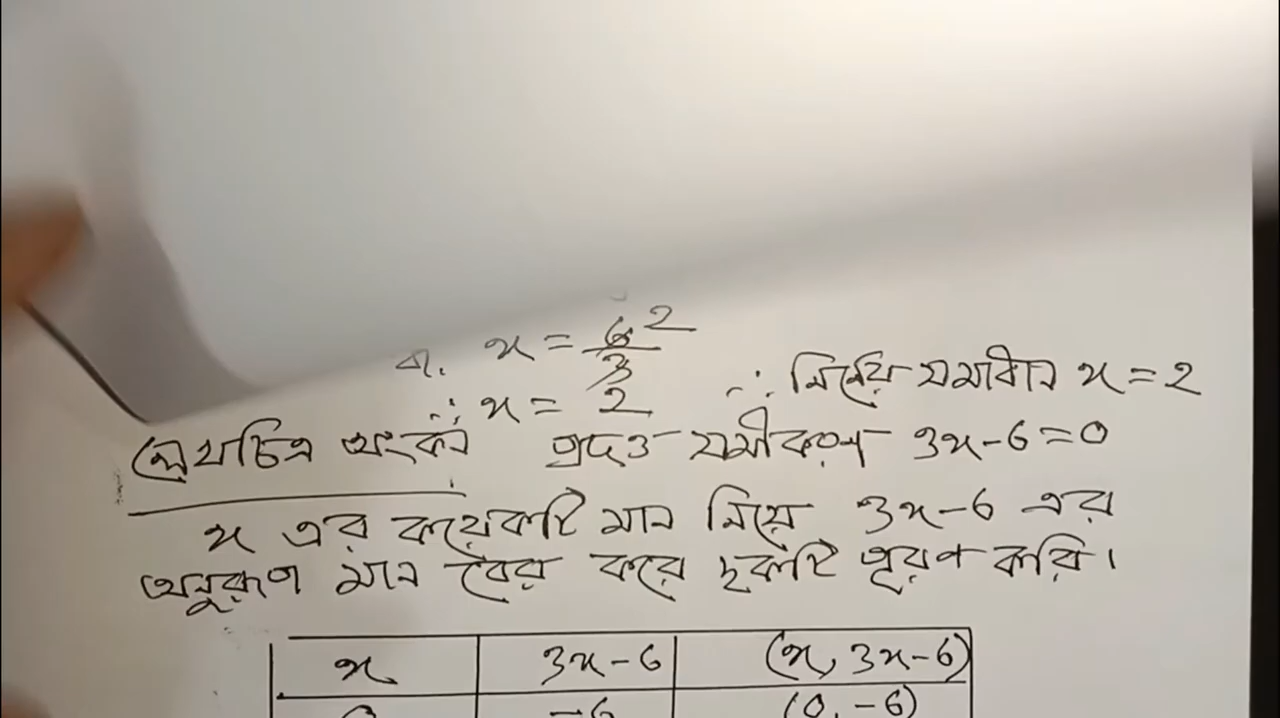 বা, x = 6/3 2
∴ x = 2 ∴ নির্ণেয় সমাধান x = 2
লেখচিত্র অংকন প্রদত্ত সমীকরণ 3x-6=0
x এর কয়েকটি মান নিয়ে 3x-6 এর
অনুরূপ মান বের করে ছকটি পূরণ করি।
x 3x-6 (x, 3x-6)
0 -6 (0, -6)